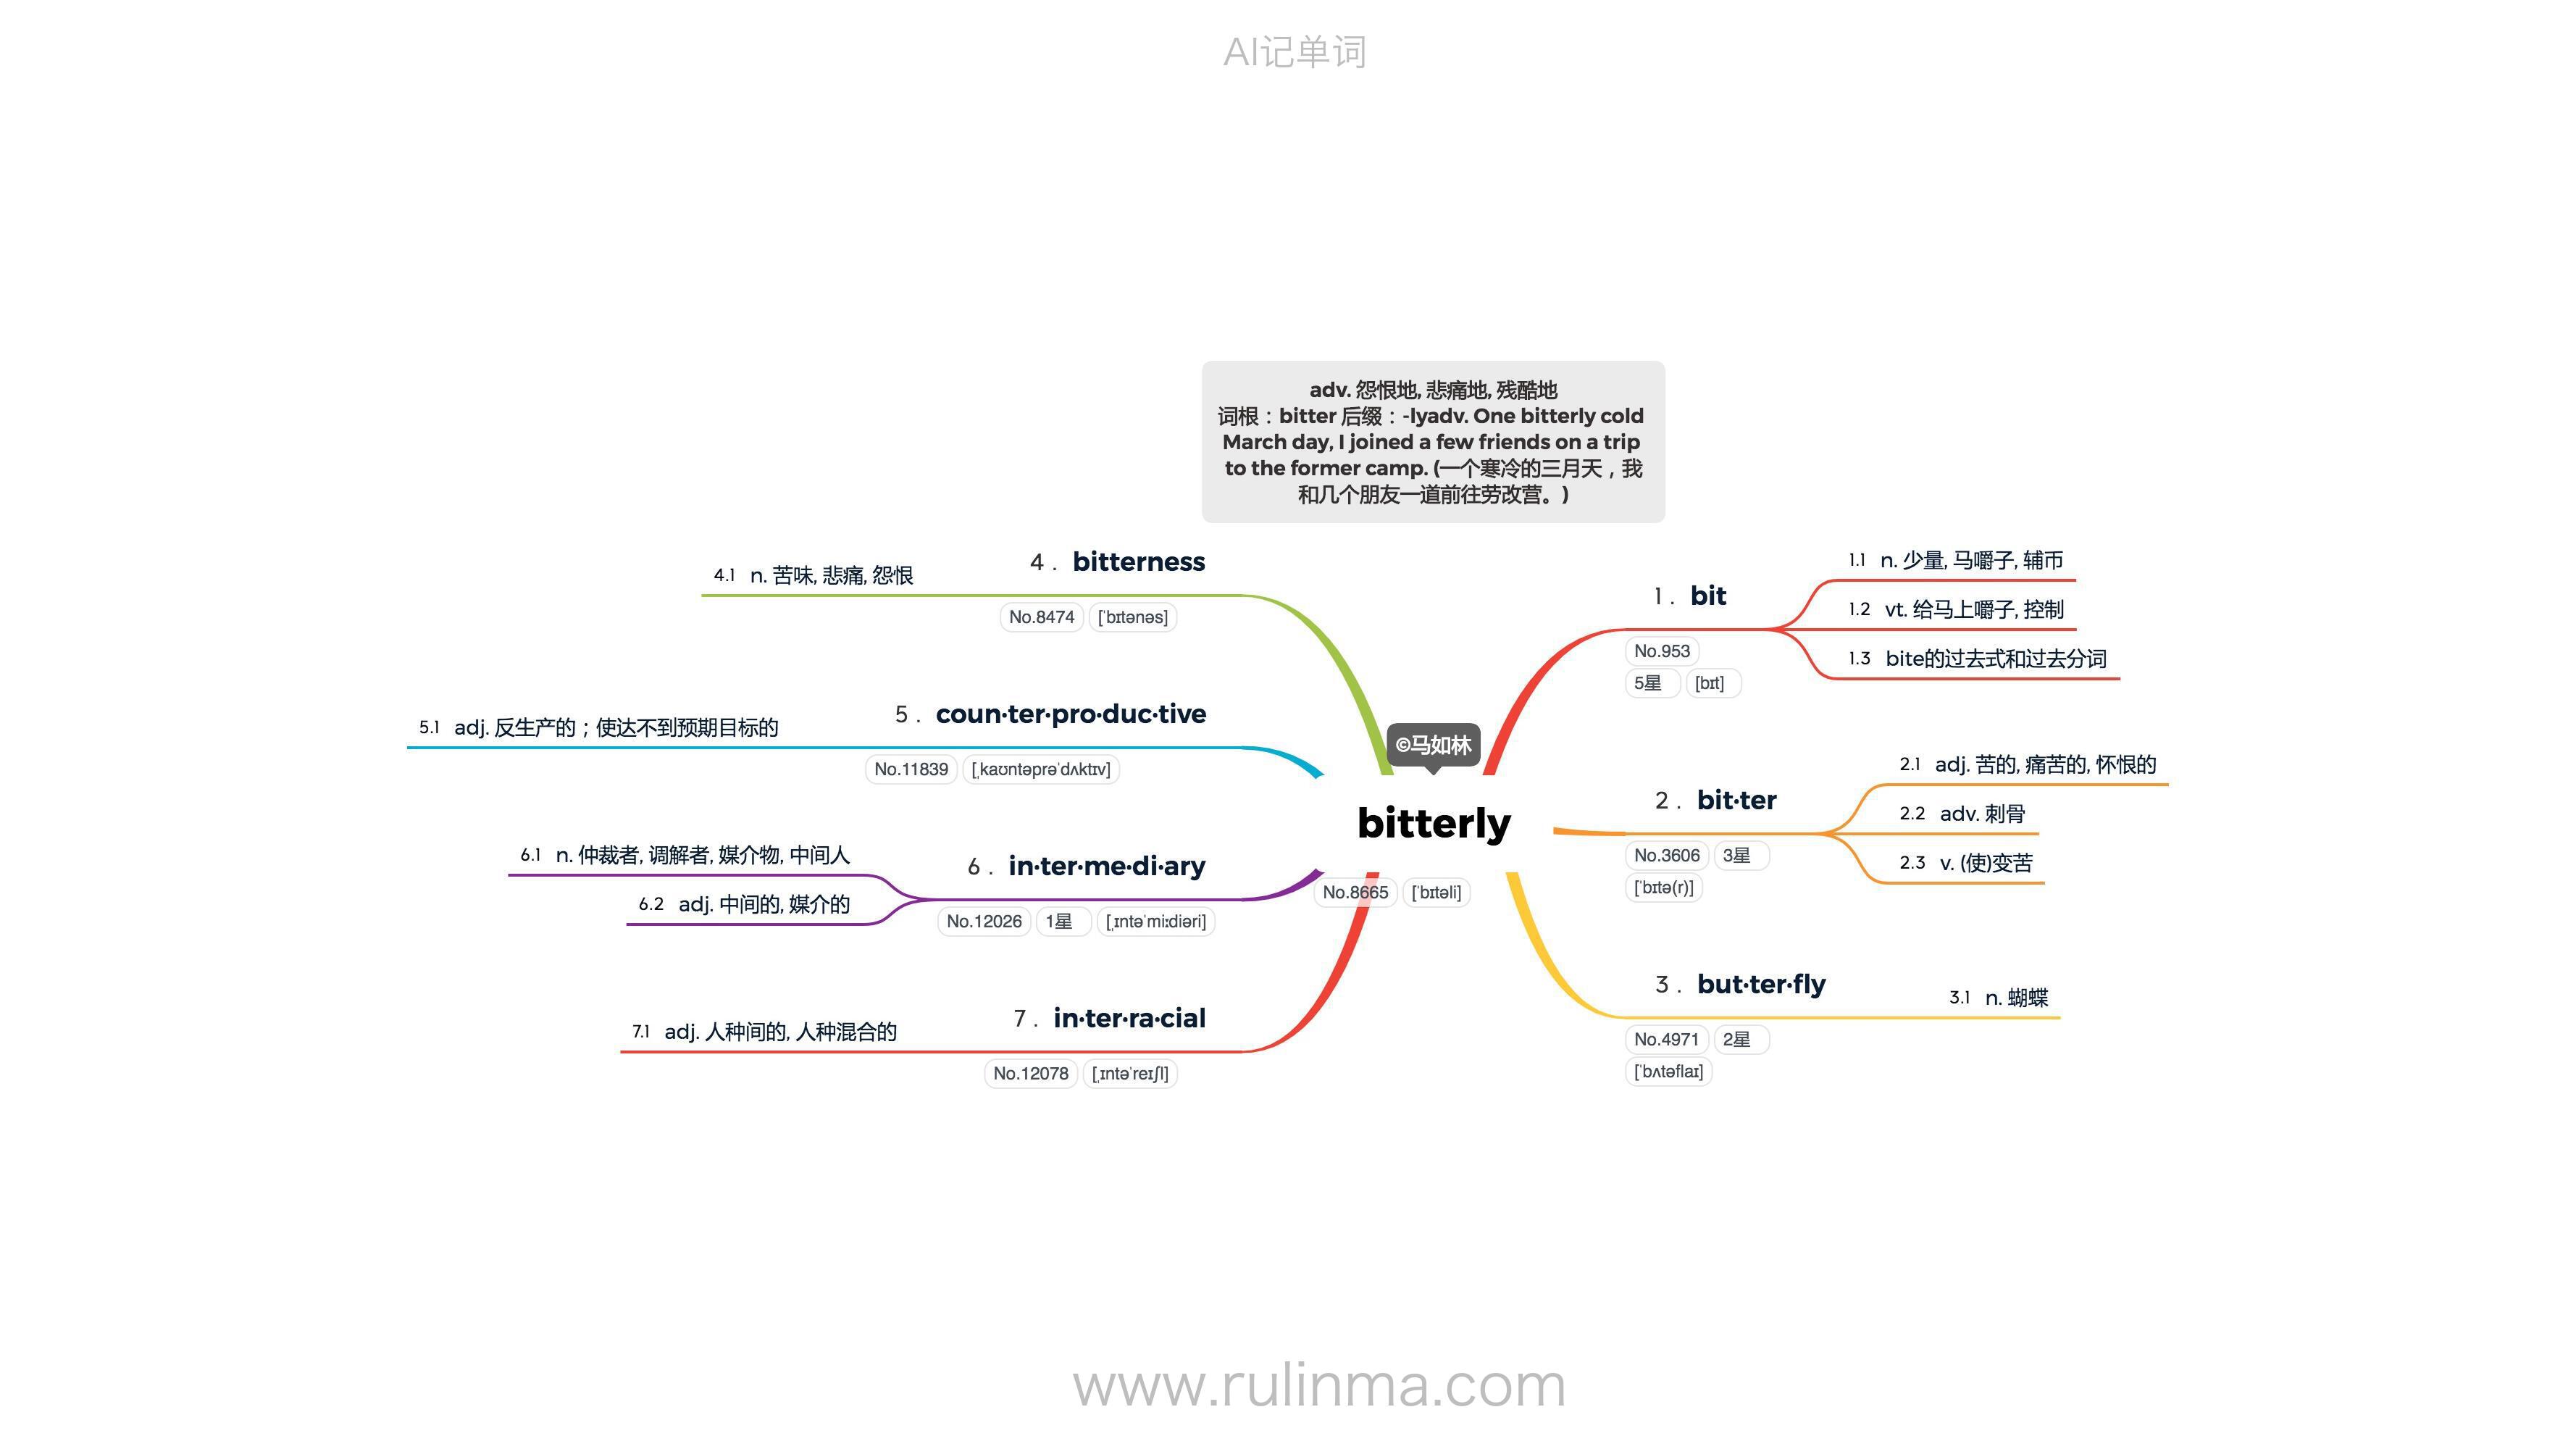 AI记单词
adv. 怨恨地, 悲痛地, 残酷地
词根：bitter 后缀：-lyadv. One bitterly cold
March day, I joined a few friends on a trip
to the former camp. (一个寒冷的三月天，我
和几个朋友一道前往劳改营。)
©马如林
bitterly
No.8665 [ˈbɪtəli]
1 . bit
No.953
5星 [bɪt]
1.1 n. 少量, 马嚼子, 辅币
1.2 vt. 给马上嚼子, 控制
1.3 bite的过去式和过去分词
2 . bit·ter
No.3606 3星
[ˈbɪtə(r)]
2.1 adj. 苦的, 痛苦的, 怀恨的
2.2 adv. 刺骨
2.3 v. (使)变苦
3 . but·ter·fly
No.4971 2星
[ˈbʌtəflaɪ]
3.1 n. 蝴蝶
4 . bitterness
No.8474 [ˈbɪtənəs]
4.1 n. 苦味, 悲痛, 怨恨
5 . coun·ter·pro·duc·tive
No.11839 [ˌkaʊntəprəˈdʌktɪv]
5.1 adj. 反生产的；使达不到预期目标的
6 . in·ter·me·di·ary
No.12026 1星 [ˌɪntəˈmiːdiəri]
6.1 n. 仲裁者, 调解者, 媒介物, 中间人
6.2 adj. 中间的, 媒介的
7 . in·ter·ra·cial
No.12078 [ˌɪntəˈreɪʃl]
7.1 adj. 人种间的, 人种混合的
www.rulinma.com